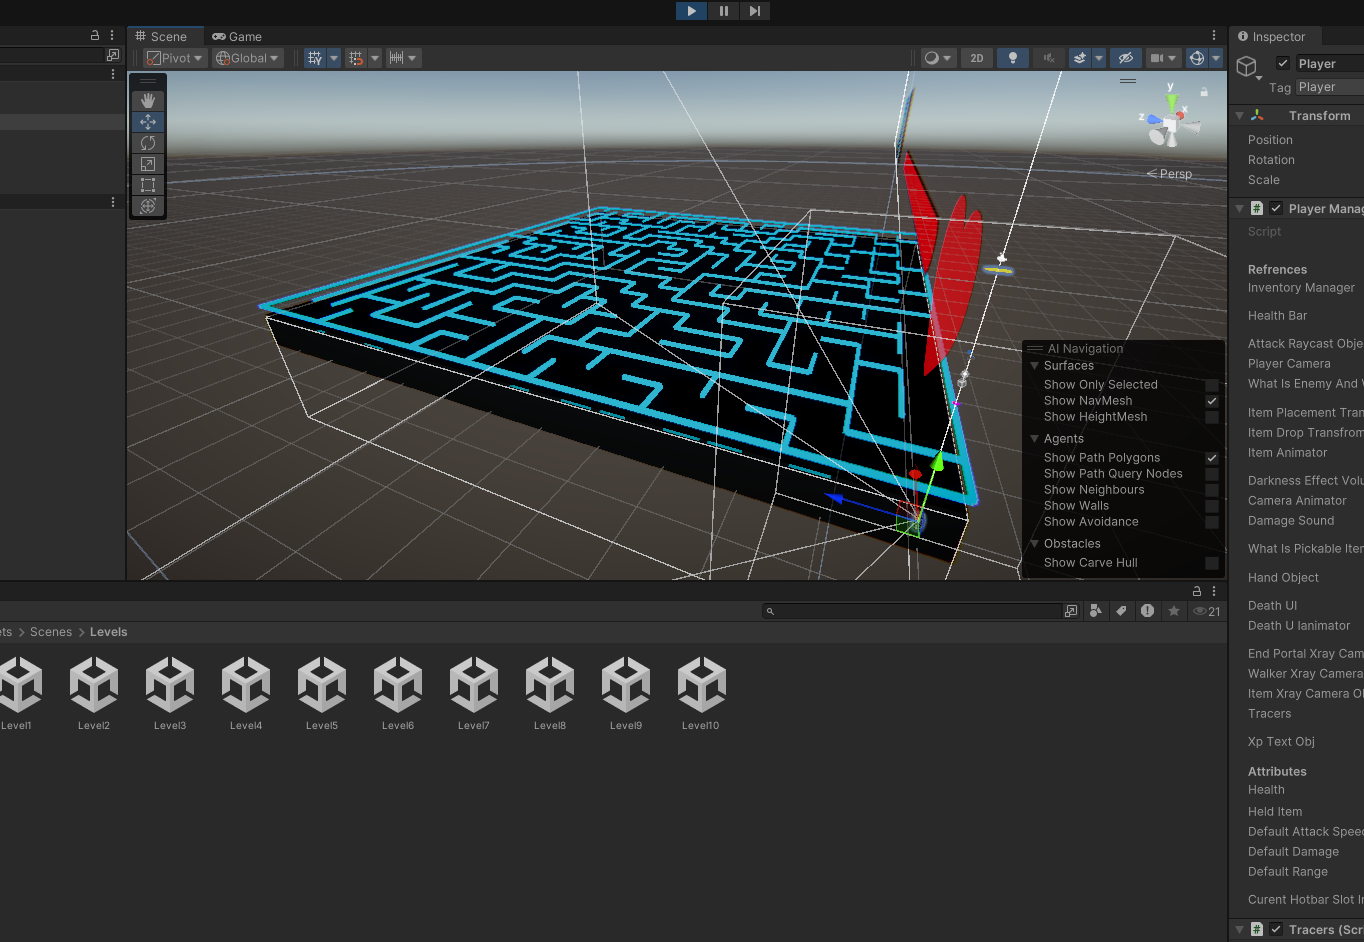 Scene
Game
Pivot
Global
2D
y
x
z
< Persp
AI Navigation
Surfaces
Show Only Selected
Show NavMesh
Show HeightMesh
Agents
Show Path Polygons
Show Path Query Nodes
Show Neighbours
Show Walls
Show Avoidance
Obstacles
Show Carve Hull
21
ets > Scenes > Levels
Level1
Level2
Level3
Level4
Level5
Level6
Level7
Level8
Level9
Level10
Inspector
Player
Tag Player
Transform
Position
Rotation
Scale
Player Manag
Script
Refrences
Inventory Manager
Health Bar
Attack Raycast Obje
Player Camera
What Is Enemy And W
Item Placement Tran
Item Drop Transfrom
Item Animator
Darkness Effect Volu
Camera Animator
Damage Sound
What Is Pickable Iten
Hand Object
Death UI
Death U Ianimator
End Portal Xray Cam
Walker Xray Camera
Item Xray Camera Ob
Tracers
Xp Text Obj
Attributes
Health
Held Item
Default Attack Speed
Default Damage
Default Range
Curent Hotbar Slot In
Tracers (Scr